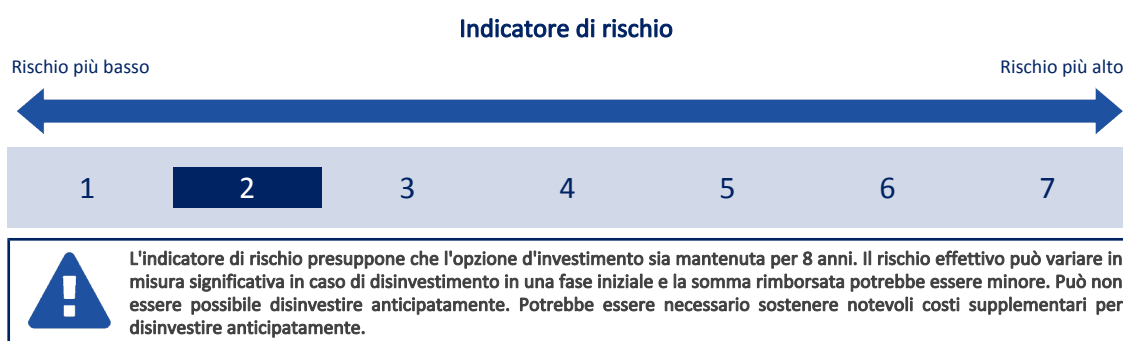 Indicatore di rischio
Rischio più basso
Rischio più alto
1 2 3 4 5 6 7
L'indicatore di rischio presuppone che l'opzione d'investimento sia mantenuta per 8 anni. Il rischio effettivo può variare in
misura significativa in caso di disinvestimento in una fase iniziale e la somma rimborsata potrebbe essere minore. Può non
essere possibile disinvestire anticipatamente. Potrebbe essere necessario sostenere notevoli costi supplementari per
disinvestire anticipatamente.